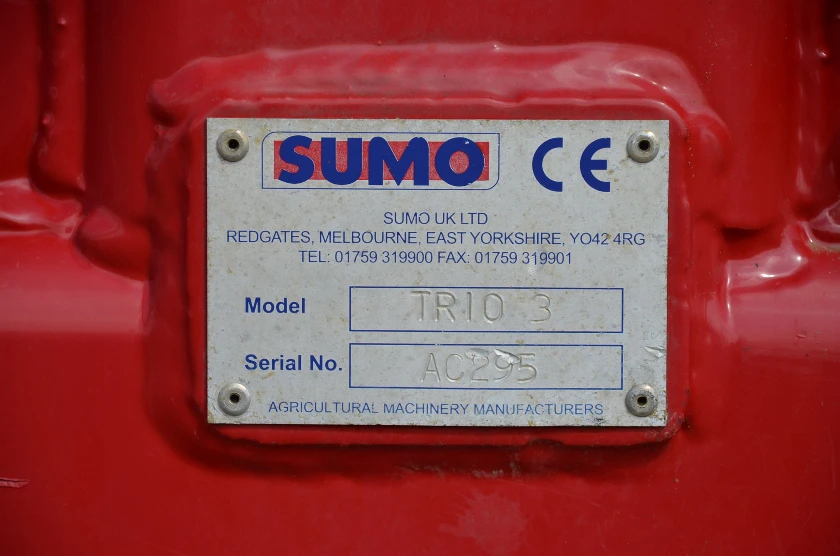 SUMO CE
SUMO UK LTD
REDGATES, MELBOURNE, EAST YORKSHIRE, YO42 4RG
TEL: 01759 319900 FAX: 01759 319901
Model TRIO 3
Serial No. AC295
AGRICULTURAL MACHINERY MANUFACTURERS